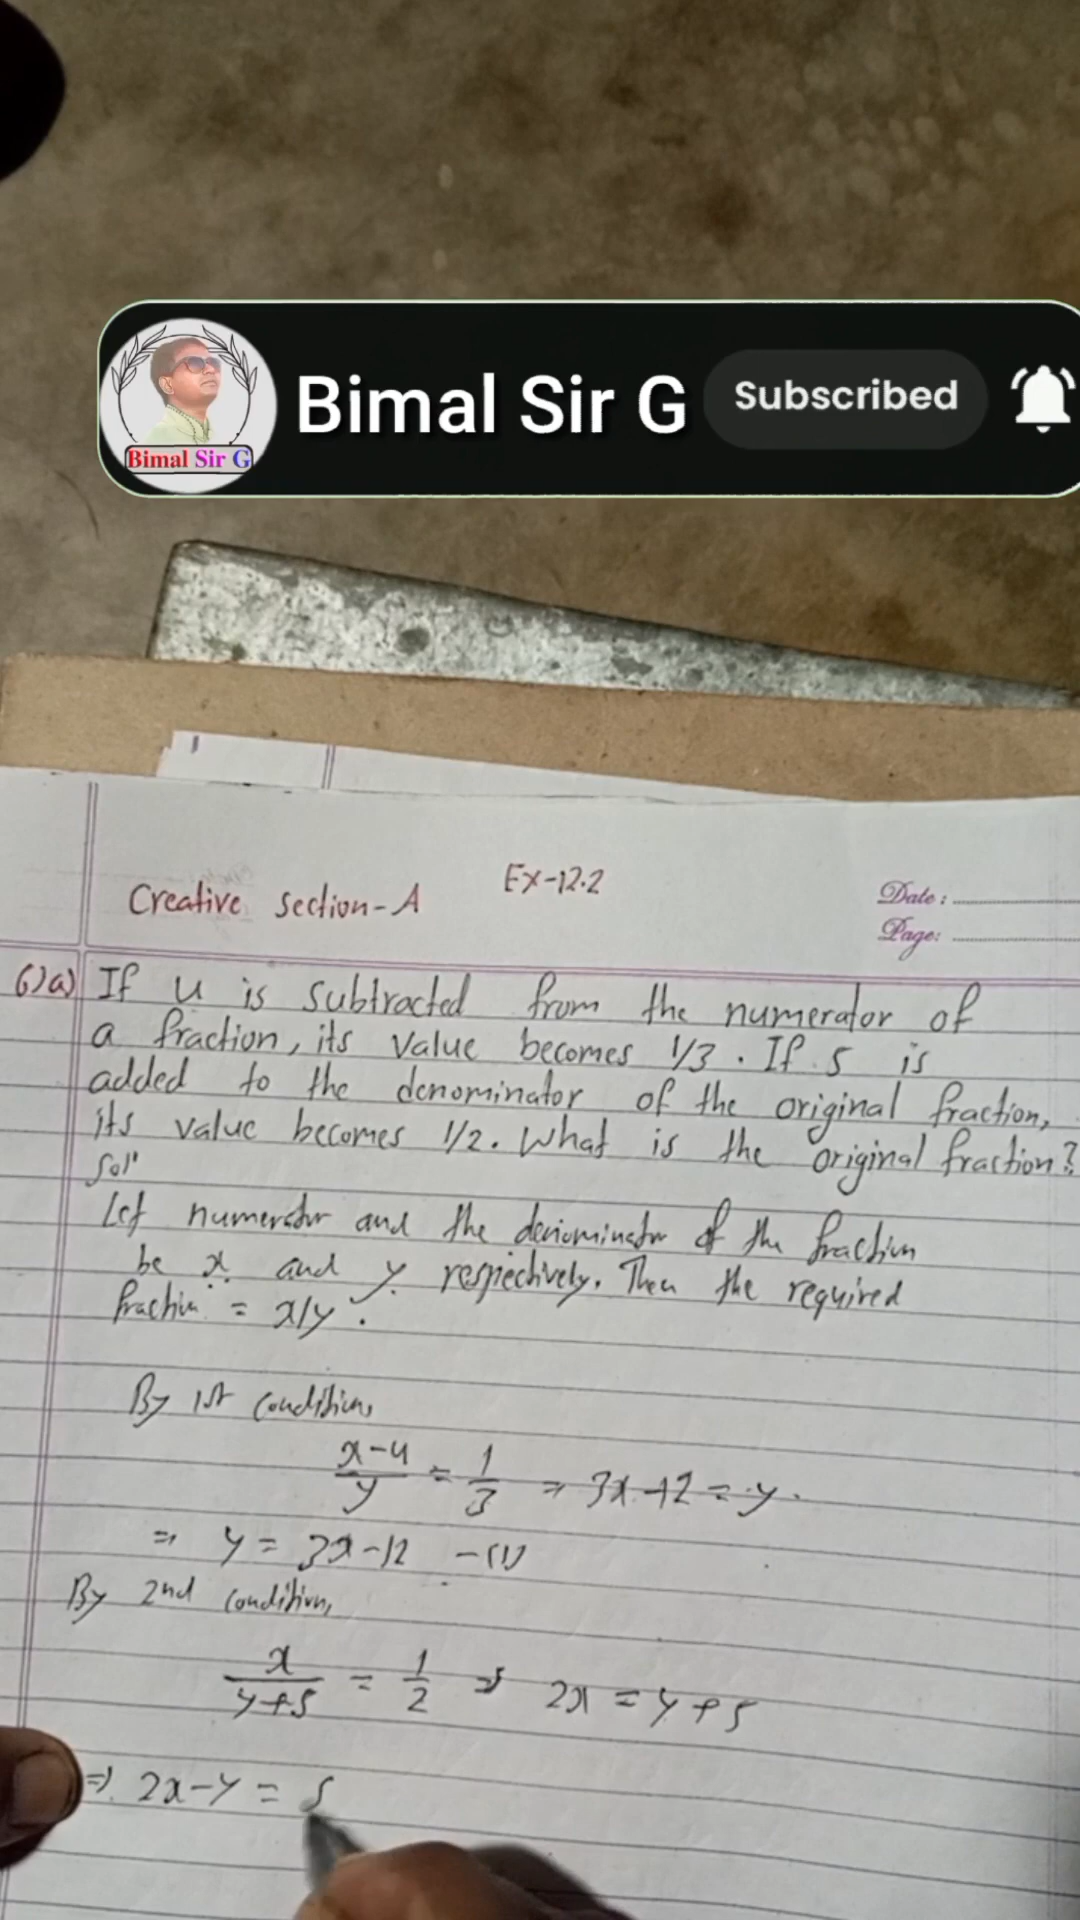 Bimal Sir G
Subscribed
Bimal Sir G
Creative section-A
Ex-12.2
Date:
Page:
6)a) If 4 is subtracted from the numerator of
a fraction, its value becomes 1/3. If 5 is
added to the denominator of the original fraction,
its value becomes 1/2. What is the original fraction?
Solⁿ
Let numerator and the denominator of the fraction
be x and y respectively. Then the required
fraction = x/y.
By 1st condition,
x-4/y = 1/3 ⇒ 3x-12 = y.
⇒ y = 3x-12 -(1)
By 2nd condition,
x/y+5 = 1/2 ⇒ 2x = y+5
⇒ 2x-y = 5